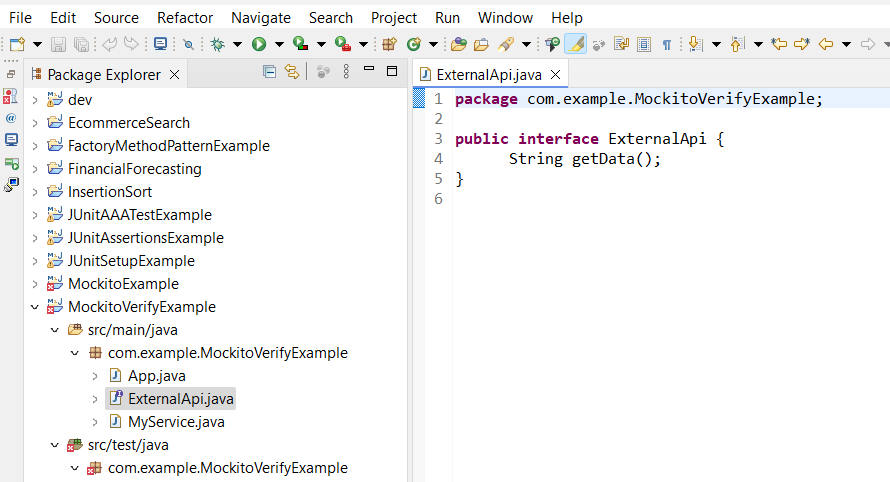 File Edit Source Refactor Navigate Search Project Run Window Help
Package Explorer
dev
EcommerceSearch
FactoryMethodPatternExample
FinancialForecasting
InsertionSort
JUnitAAATestExample
JUnitAssertionsExample
JUnitSetupExample
MockitoExample
MockitoVerifyExample
src/main/java
com.example.MockitoVerifyExample
App.java
ExternalApi.java
MyService.java
src/test/java
com.example.MockitoVerifyExample
ExternalApi.java
1 package com.example.MockitoVerifyExample;
2
3 public interface ExternalApi {
4 String getData();
5 }
6